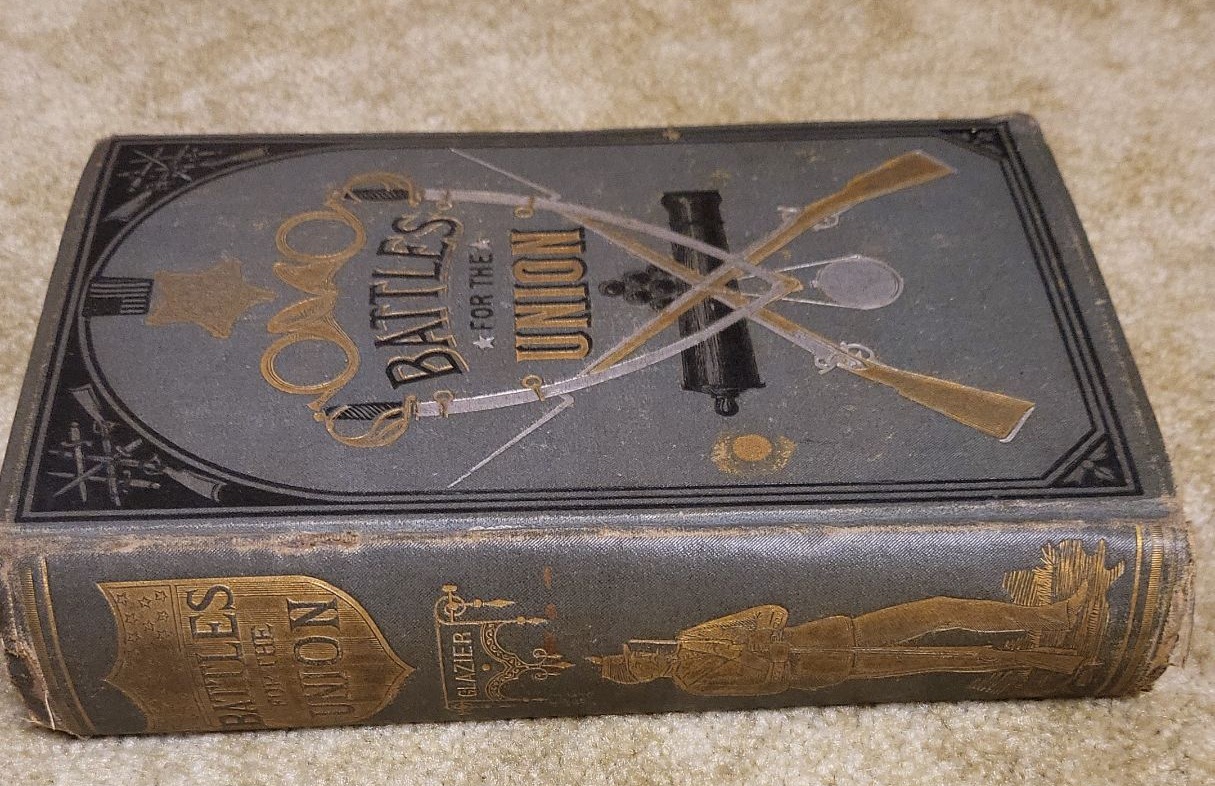 BATTLES
FOR THE
UNION
BATTLES
FOR THE
UNION
GLAZIER